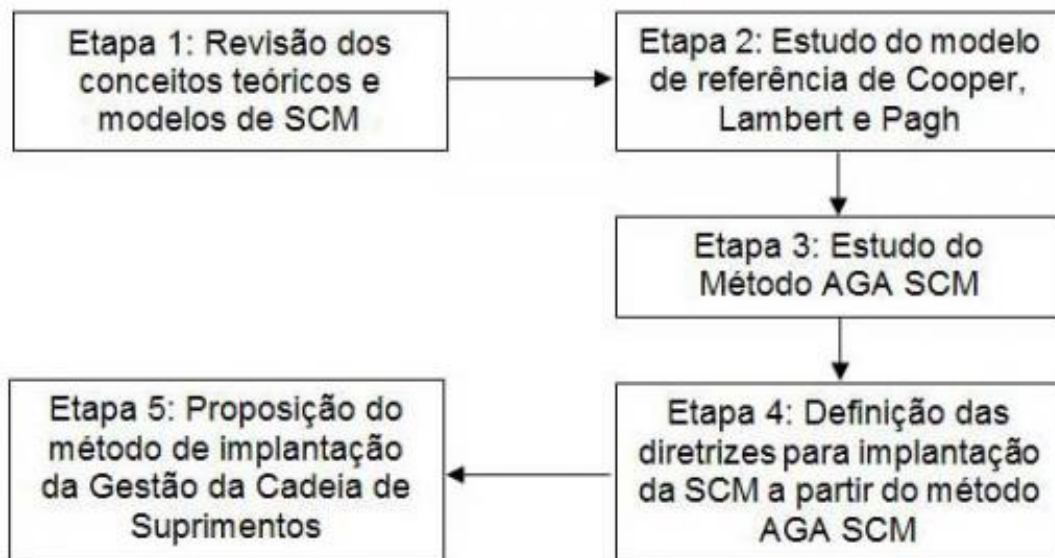 Etapa 1: Revisão dos
conceitos teóricos e
modelos de SCM
Etapa 2: Estudo do modelo
de referência de Cooper,
Lambert e Pagh
Etapa 3: Estudo do
Método AGA SCM
Etapa 4: Definição das
diretrizes para implantação
da SCM a partir do método
AGA SCM
Etapa 5: Proposição do
método de implantação
da Gestão da Cadeia de
Suprimentos